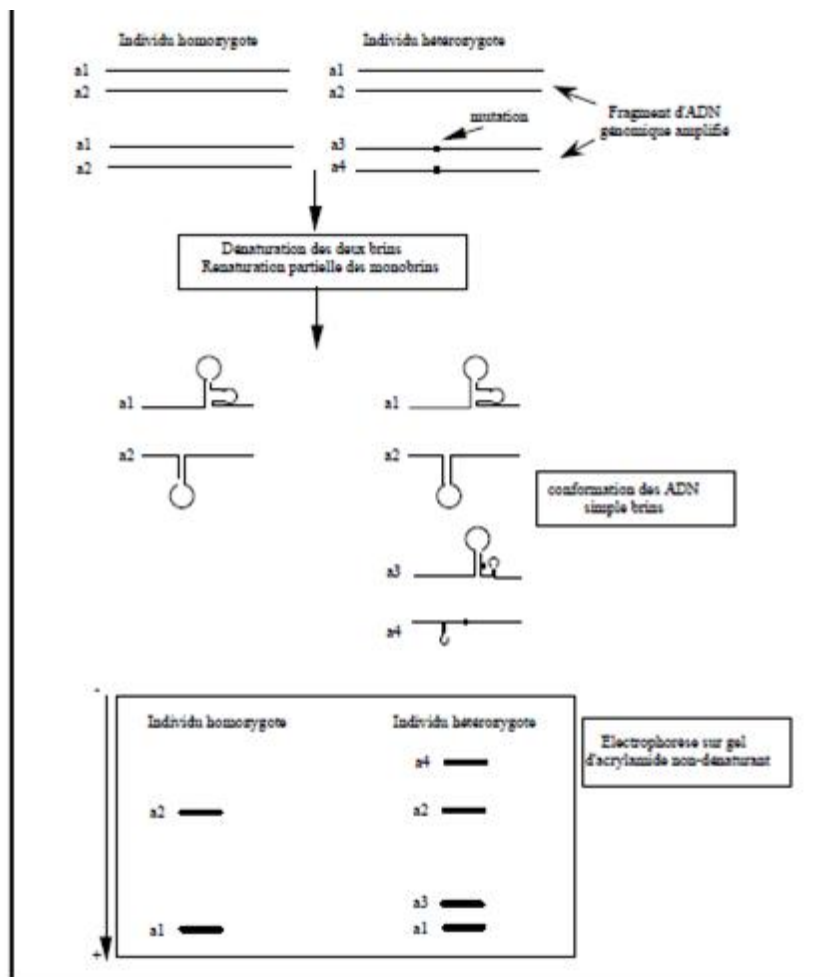 Individu homozygote
Individu hétérozygote
a1
a2
a1
a2
a1
a2
mutation
a3
a4
Fragment d'ADN
génomique amplifié
Dénaturation des deux brins
Renaturation partielle des monobrins
a1
a2
a1
a2
a3
a4
conformation des ADN
simple brins
-
Individu homozygote
Individu hétérozygote
a4
a2
a2
a3
a1
a1
+
Electrophorèse sur gel
d'acrylamide non-dénaturant